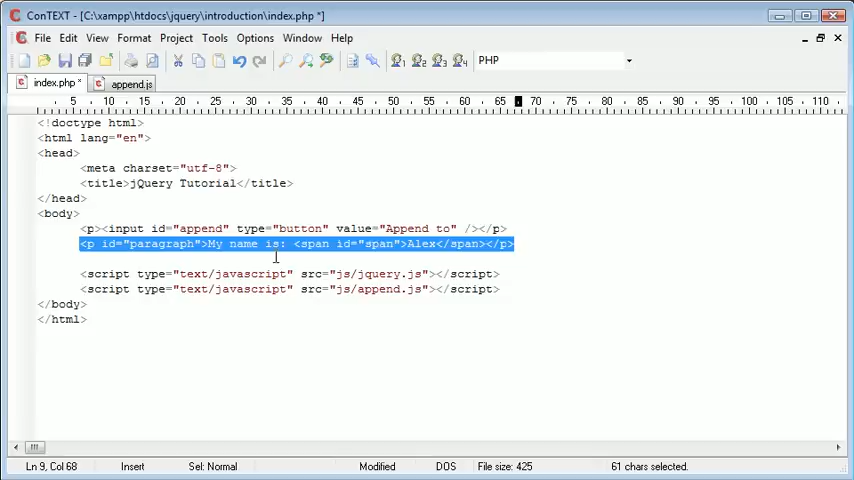 ConTEXT - [C:\xampp\htdocs\jquery\introduction\index.php *]
File Edit View Format Project Tools Options Window Help
1 2 3 4 PHP
index.php * append.js
5 10 15 20 25 30 35 40 45 50 55 60 65 70 75 80 85 90 95 100 105 110
<!doctype html>
<html lang="en">
<head>
<meta charset="utf-8">
<title>jQuery Tutorial</title>
</head>
<body>
<p><input id="append" type="button" value="Append to" /></p>
<p id="paragraph">My name is: <span id="span">Alex</span></p>
<script type="text/javascript" src="js/jquery.js"></script>
<script type="text/javascript" src="js/append.js"></script>
</body>
</html>
Ln 9, Col 68 Insert Sel: Normal Modified DOS File size: 425 61 chars selected.